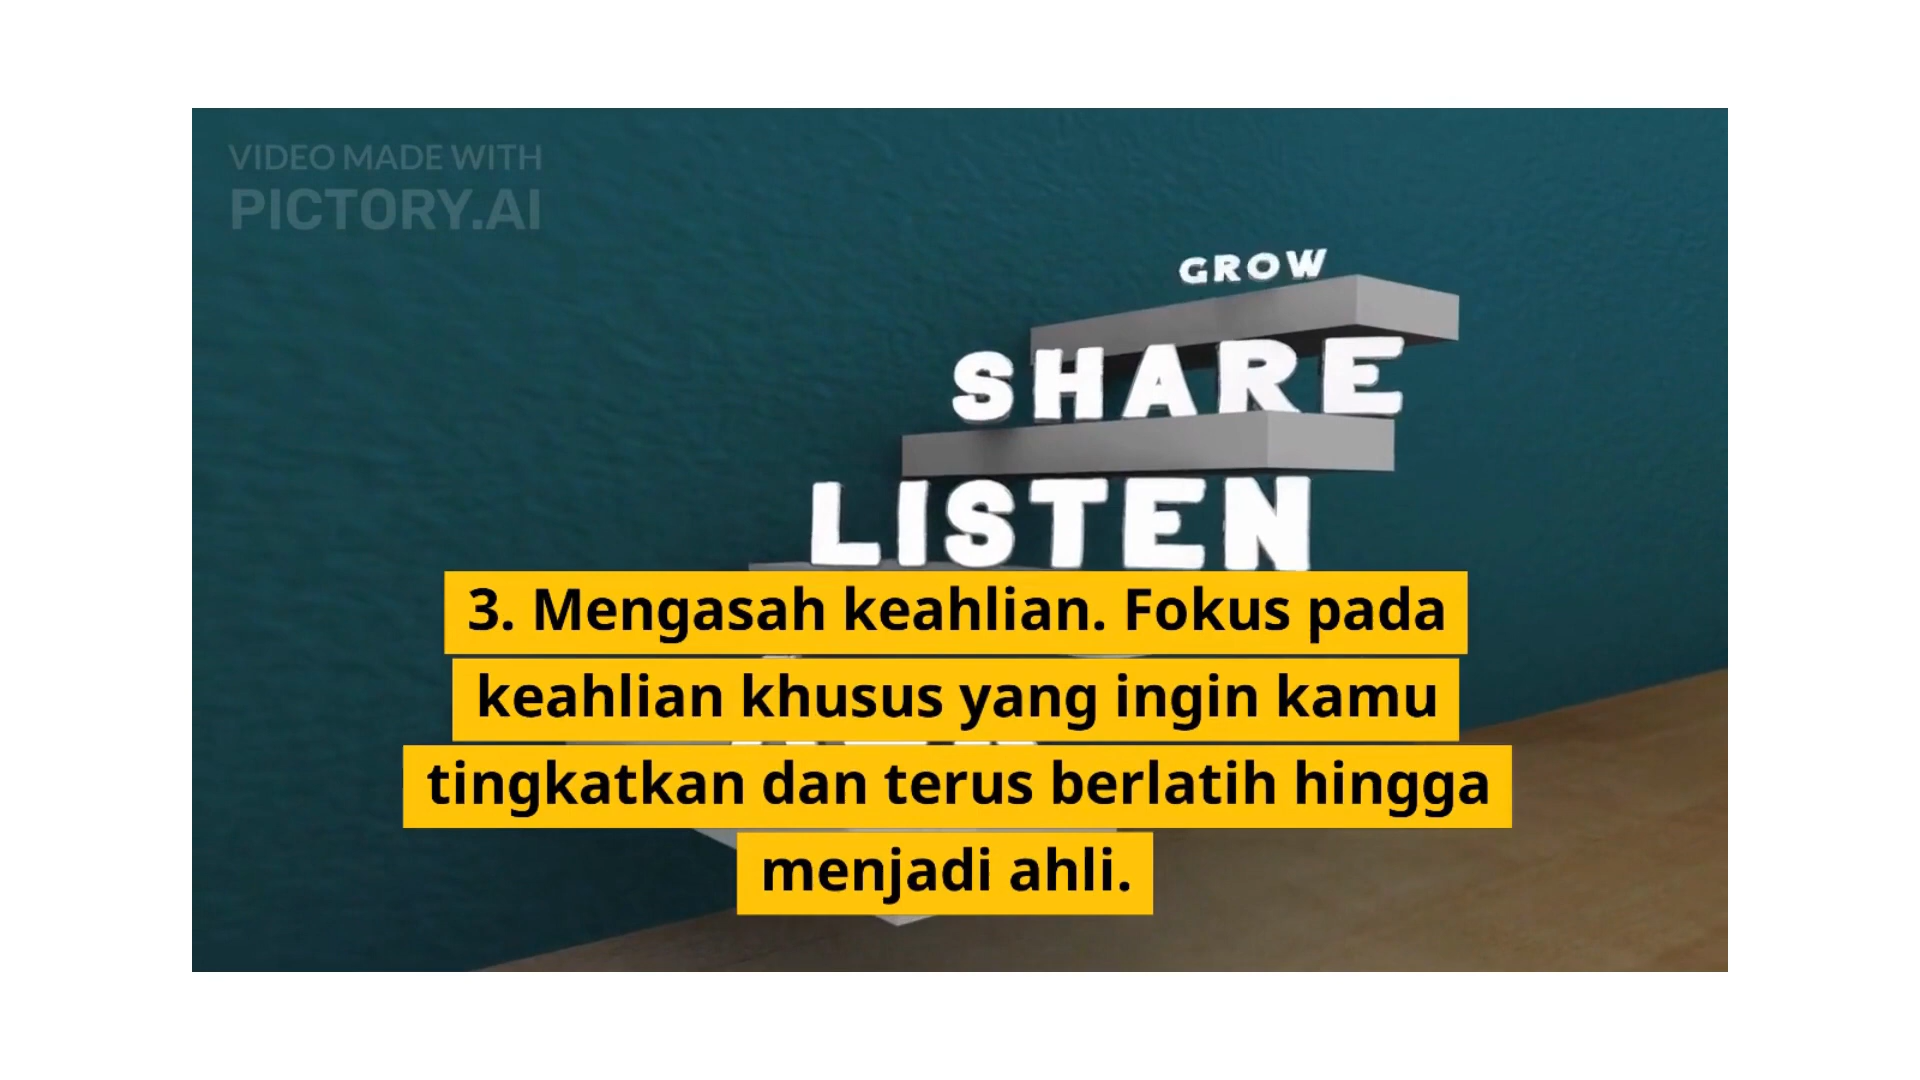 VIDEO MADE WITH
PICTORY.AI
GROW
SHARE
LISTEN
3. Mengasah keahlian. Fokus pada
keahlian khusus yang ingin kamu
tingkatkan dan terus berlatih hingga
menjadi ahli.